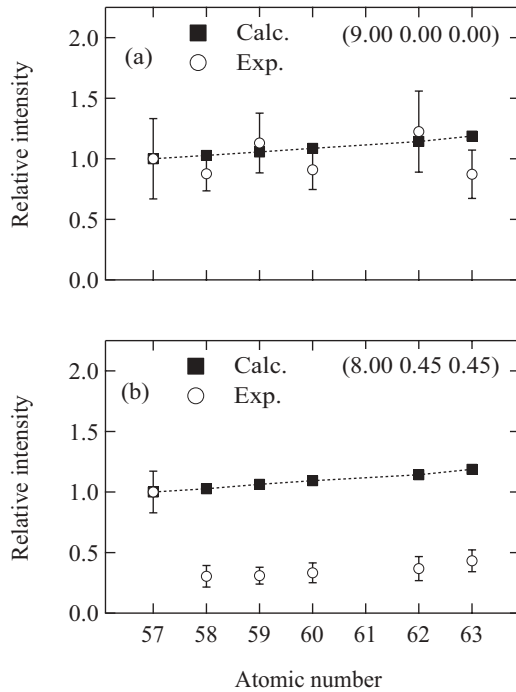 2.0
1.5
1.0
0.5
0.0
Relative intensity
(a)
Calc.
Exp.
(9.00 0.00 0.00)
2.0
1.5
1.0
0.5
0.0
Relative intensity
(b)
Calc.
Exp.
(8.00 0.45 0.45)
57 58 59 60 61 62 63
Atomic number